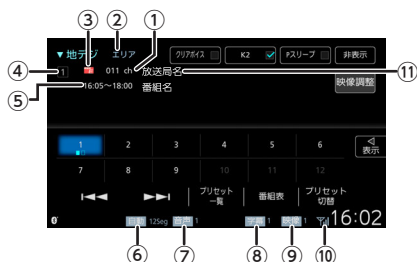 ③ ② ①
▼地デジ エリア クリアボイス K2 Pスリープ 非表示
④ 1 011 ch 放送局名 ⑪
⑤ 16:05～18:00 番組名 映像調整
1 2 3 4 5 6 表示
7 8 9 10 11 12
プリセット一覧 番組表 プリセット切替
自動 12Seg 音声 1 字幕 1 映像 1 16:02
⑥ ⑦ ⑧ ⑨ ⑩